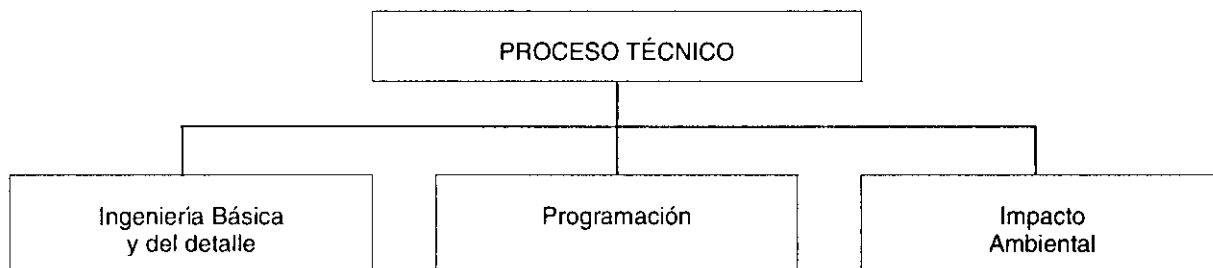 PROCESO TÉCNICO
Ingeniería Básica
y del detalle
Programación
Impacto
Ambiental